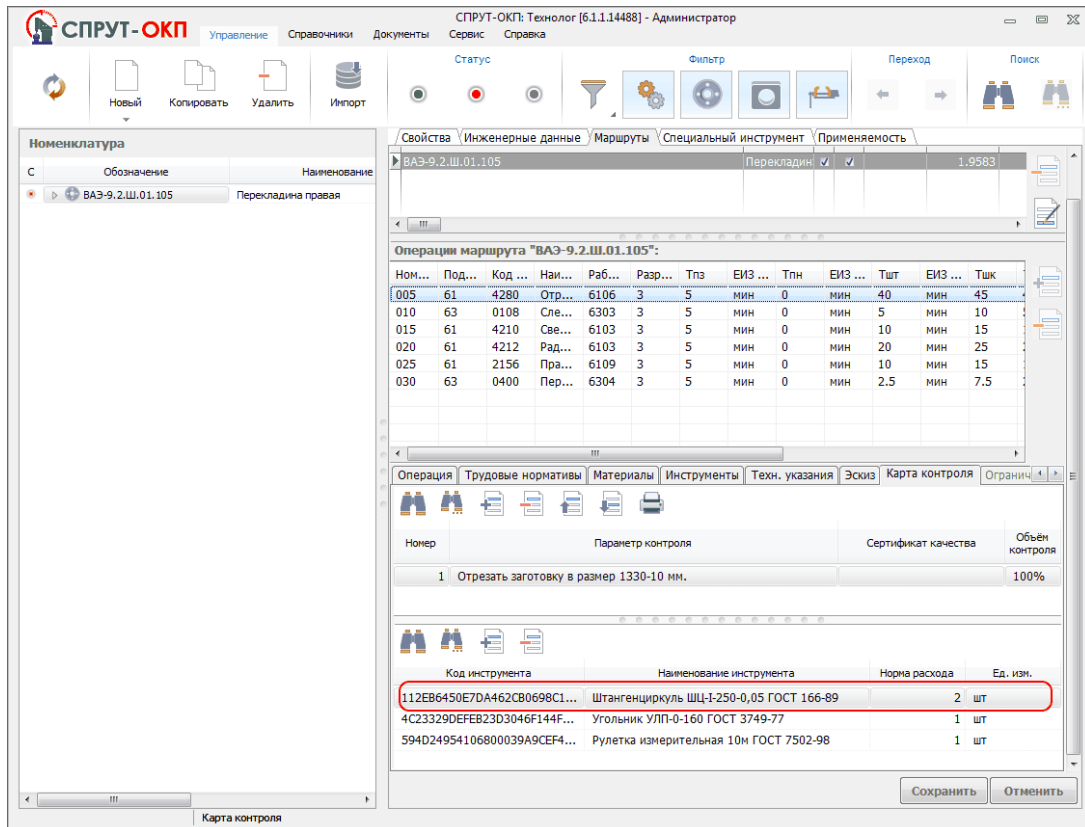 СПРУТ-ОКП: Технолог [6.1.1.14488] - Администратор
СПРУТ-ОКП
Управление Справочники Документы Сервис Справка
Статус Фильтр Переход Поиск
Новый Копировать Удалить Импорт
Номенклатура
С Обозначение Наименование
ВАЭ-9.2.Ш.01.105 Перекладина правая
Свойства Инженерные данные Маршруты Специальный инструмент Применяемость
ВАЭ-9.2.Ш.01.105 Перекладин 1.9583
Операции маршрута "ВАЭ-9.2.Ш.01.105":
Ном... Под... Код ... Наи... Раб... Разр... Тпз ЕИЗ ... Тпн ЕИЗ ... Тшт ЕИЗ ... Тшк
005 61 4280 Отр... 6106 3 5 мин 0 мин 40 мин 45
010 63 0108 Сле... 6303 3 5 мин 0 мин 5 мин 10
015 61 4210 Све... 6103 3 5 мин 0 мин 10 мин 15
020 61 4212 Рад... 6103 3 5 мин 0 мин 20 мин 25
025 61 2156 Пра... 6109 3 5 мин 0 мин 10 мин 15
030 63 0400 Пер... 6304 3 5 мин 0 мин 2.5 мин 7.5
Операция Трудовые нормативы Материалы Инструменты Техн. указания Эскиз Карта контроля Огранич
Номер Параметр контроля Сертификат качества Объём контроля
1 Отрезать заготовку в размер 1330-10 мм. 100%
Код инструмента Наименование инструмента Норма расхода Ед. изм.
112EB6450E7DA462CB0698C1... Штангенциркуль ШЦ-I-250-0,05 ГОСТ 166-89 2 шт
4C23329DEFEB23D3046F144F... Угольник УЛП-0-160 ГОСТ 3749-77 1 шт
594D24954106800039A9CEF4... Рулетка измерительная 10м ГОСТ 7502-98 1 шт
Сохранить Отменить
Карта контроля